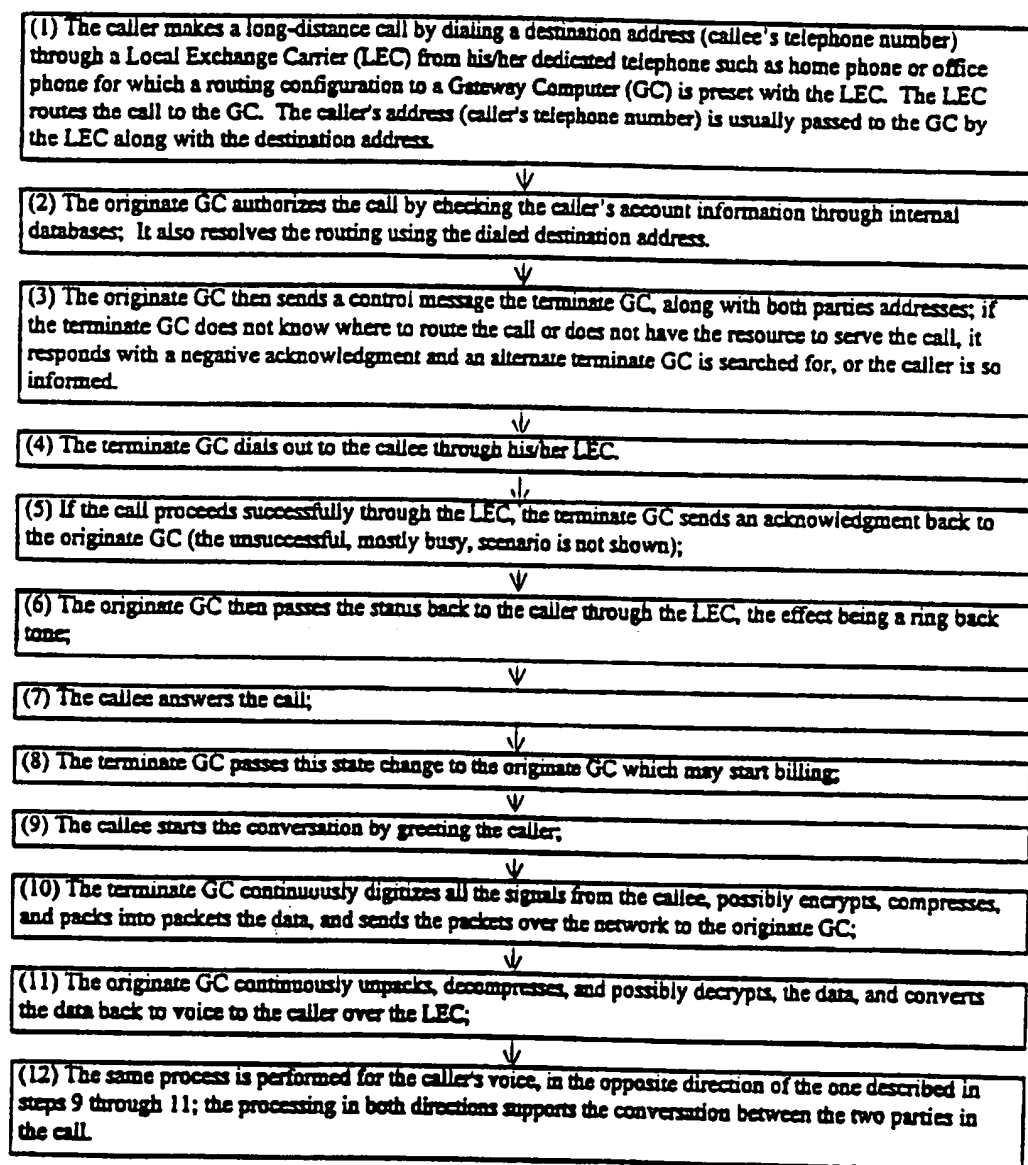 (1) The caller makes a long-distance call by dialing a destination address (callee's telephone number)
through a Local Exchange Carrier (LEC) from his/her dedicated telephone such as home phone or office
phone for which a routing configuration to a Gateway Computer (GC) is preset with the LEC. The LEC
routes the call to the GC. The caller's address (caller's telephone number) is usually passed to the GC by
the LEC along with the destination address.
(2) The originate GC authorizes the call by checking the caller's account information through internal
databases; It also resolves the routing using the dialed destination address.
(3) The originate GC then sends a control message the terminate GC, along with both parties addresses; if
the terminate GC does not know where to route the call or does not have the resource to serve the call, it
responds with a negative acknowledgment and an alternate terminate GC is searched for, or the caller is so
informed.
(4) The terminate GC dials out to the callee through his/her LEC.
(5) If the call proceeds successfully through the LEC, the terminate GC sends an acknowledgment back to
the originate GC (the unsuccessful, mostly busy, scenario is not shown);
(6) The originate GC then passes the status back to the caller through the LEC, the effect being a ring back
tone;
(7) The callee answers the call;
(8) The terminate GC passes this state change to the originate GC which may start billing;
(9) The callee starts the conversation by greeting the caller;
(10) The terminate GC continuously digitizes all the signals from the callee, possibly encrypts, compresses,
and packs into packets the data, and sends the packets over the network to the originate GC;
(11) The originate GC continuously unpacks, decompresses, and possibly decrypts, the data, and converts
the data back to voice to the caller over the LEC;
(12) The same process is performed for the caller's voice, in the opposite direction of the one described in
steps 9 through 11; the processing in both directions supports the conversation between the two parties in
the call.